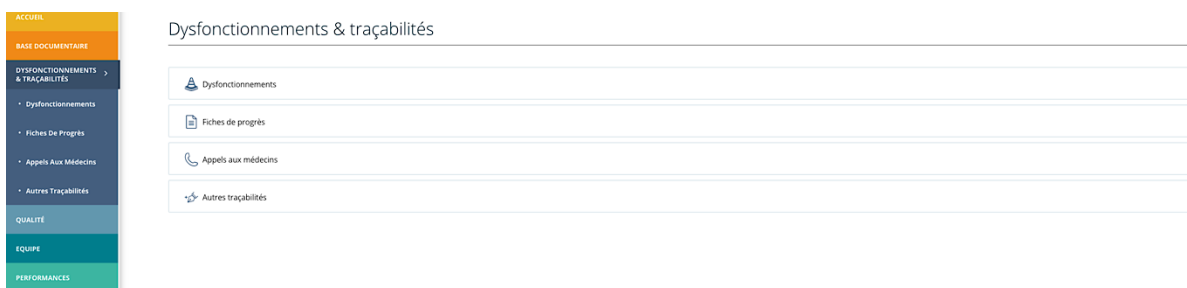 ACCUEIL
BASE DOCUMENTAIRE
DYSFONCTIONNEMENTS
& TRAÇABILITÉS
• Dysfonctionnements
• Fiches De Progrès
• Appels Aux Médecins
• Autres Traçabilités
QUALITÉ
EQUIPE
PERFORMANCES
Dysfonctionnements & traçabilités
Dysfonctionnements
Fiches de progrès
Appels aux médecins
Autres traçabilités